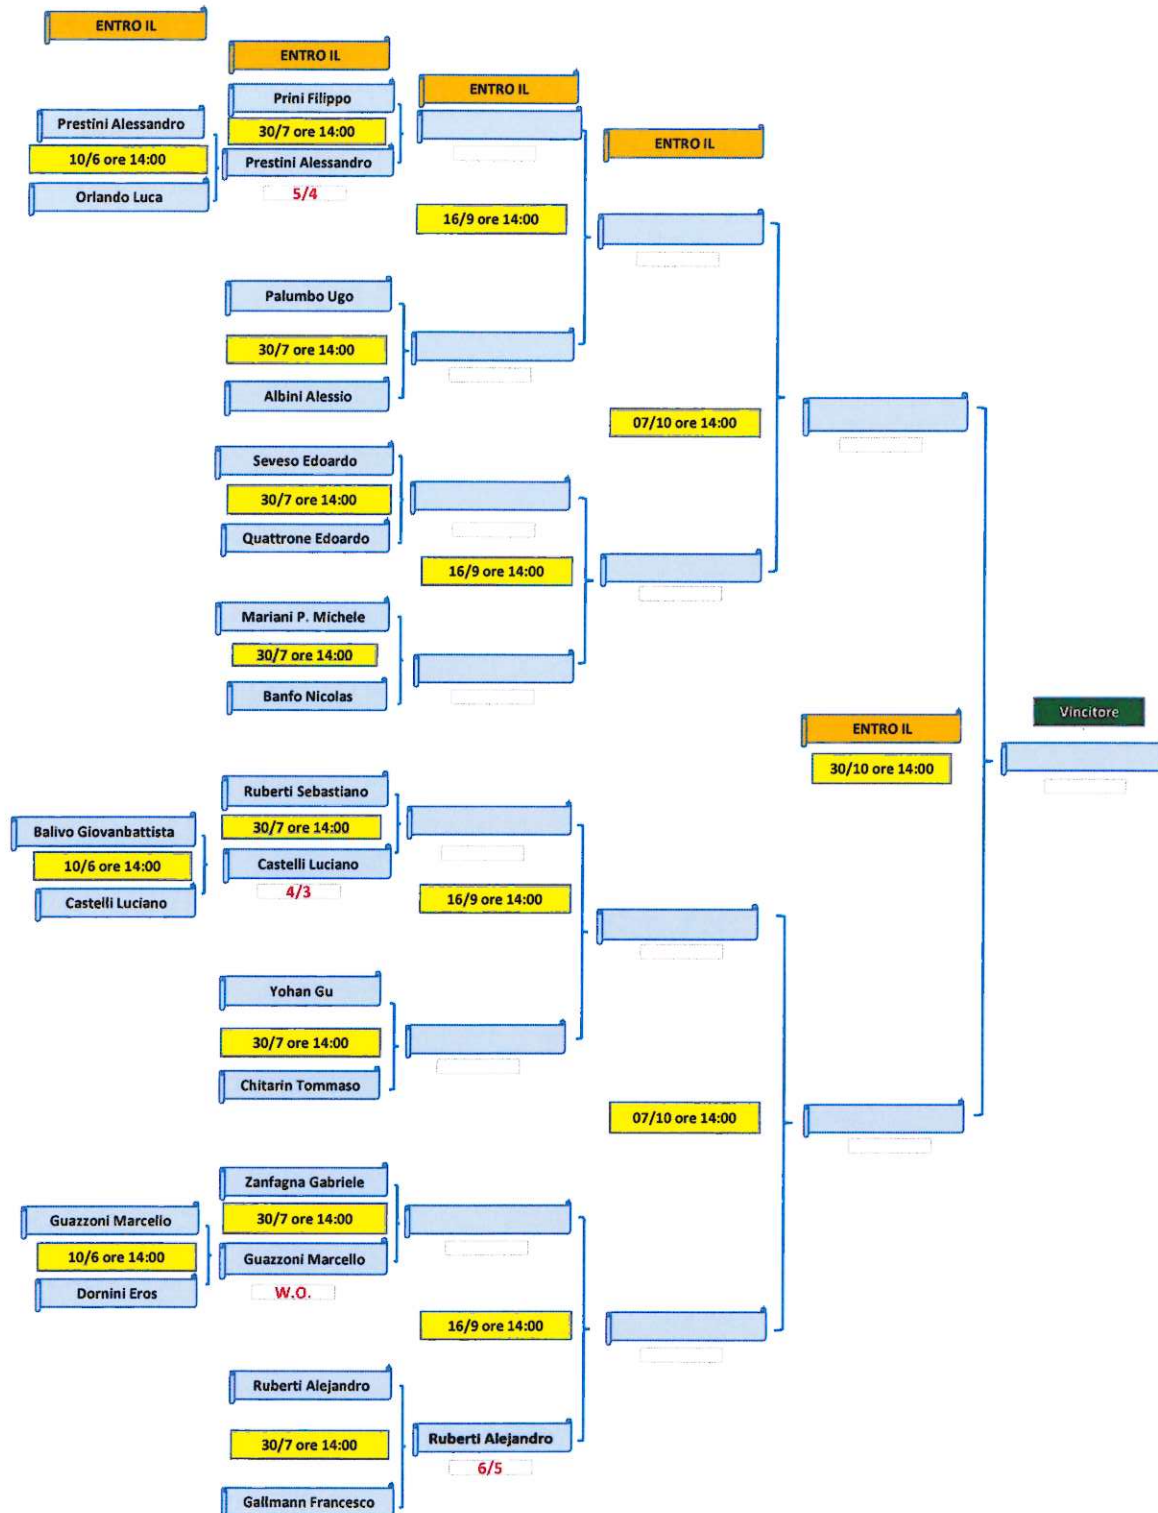 ENTRO IL
ENTRO IL
ENTRO IL
ENTRO IL
Prini Filippo
Prestini Alessandro
30/7 ore 14:00
10/6 ore 14:00
Prestini Alessandro
Orlando Luca
5/4
16/9 ore 14:00
Palumbo Ugo
30/7 ore 14:00
Albini Alessio
07/10 ore 14:00
Seveso Edoardo
30/7 ore 14:00
Quattrone Edoardo
16/9 ore 14:00
Mariani P. Michele
30/7 ore 14:00
Banfo Nicolas
Vincitore
ENTRO IL
30/10 ore 14:00
Ruberti Sebastiano
Balivo Giovanbattista
30/7 ore 14:00
10/6 ore 14:00
Castelli Luciano
Castelli Luciano
4/3
16/9 ore 14:00
Yohan Gu
30/7 ore 14:00
Chitarin Tommaso
07/10 ore 14:00
Zanfagna Gabriele
Guazzoni Marcello
30/7 ore 14:00
10/6 ore 14:00
Guazzoni Marcello
Dornini Eros
W.O.
16/9 ore 14:00
Ruberti Alejandro
30/7 ore 14:00
Ruberti Alejandro
6/5
Gallmann Francesco